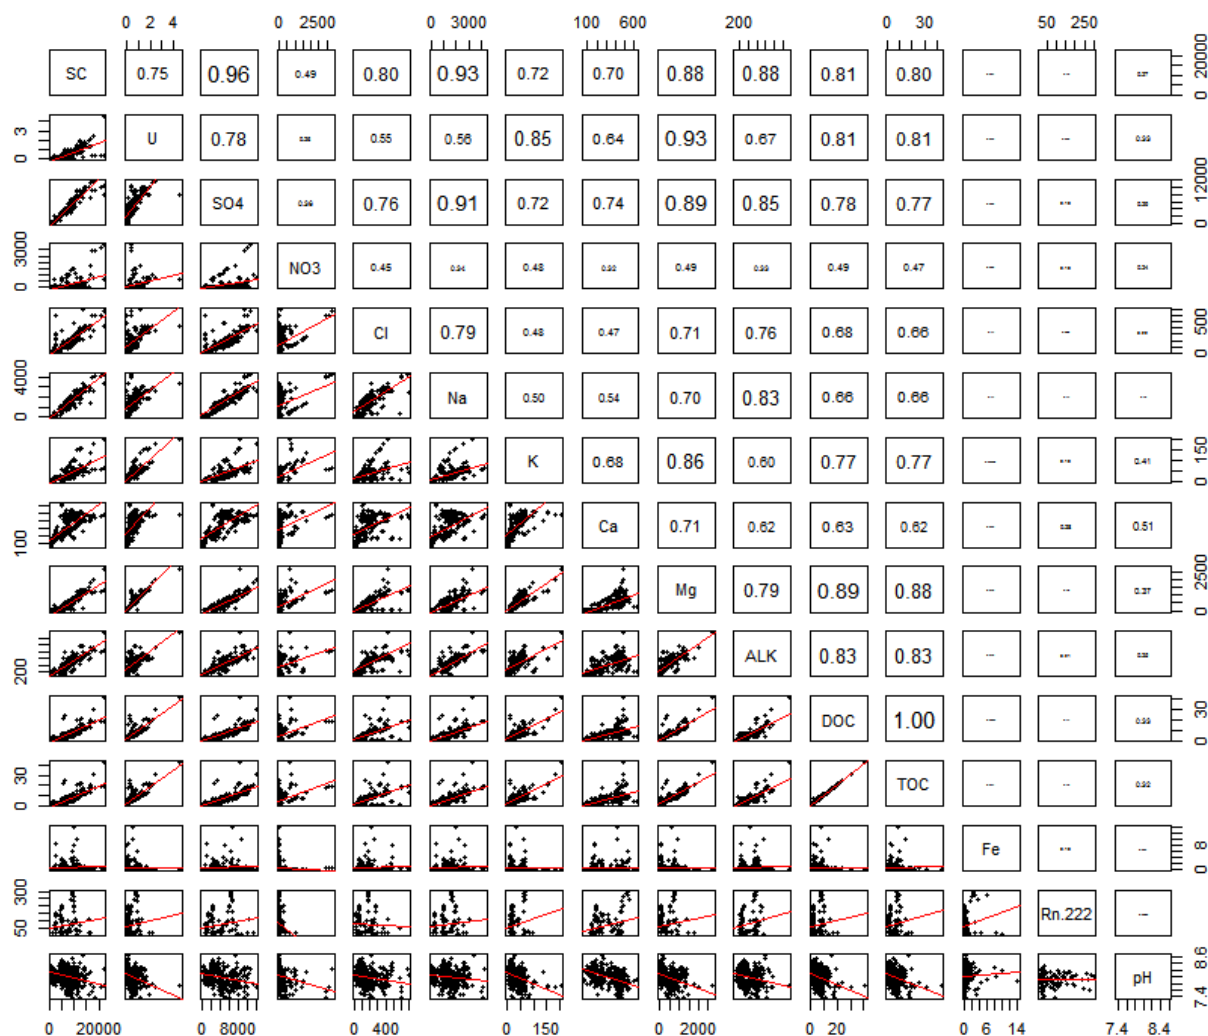 0 2 4 0 2500 0 3000 100 600 200 0 30 50 250
SC 0.75 0.96 0.49 0.80 0.93 0.72 0.70 0.88 0.88 0.81 0.80 0 20000
0 3 U 0.78 0.55 0.56 0.85 0.64 0.93 0.67 0.81 0.81
SO4 0.76 0.91 0.72 0.74 0.89 0.85 0.78 0.77 0 12000
0 3000 NO3 0.45 0.48 0.49 0.49 0.47
Cl 0.79 0.48 0.47 0.71 0.76 0.68 0.66 0 500
0 4000 Na 0.50 0.54 0.70 0.83 0.66 0.66
K 0.68 0.86 0.60 0.77 0.77 0.41 0 150
100 Ca 0.71 0.62 0.63 0.62 0.51
Mg 0.79 0.89 0.88 0.37 0 2500
200 ALK 0.83 0.83
DOC 1.00 0 30
0 30 TOC 0.32
Fe 0 8
50 300 Rn.222
pH 7.4 8.6
0 20000 0 8000 0 400 0 150 0 2000 0 20 0 6 14 7.4 8.4